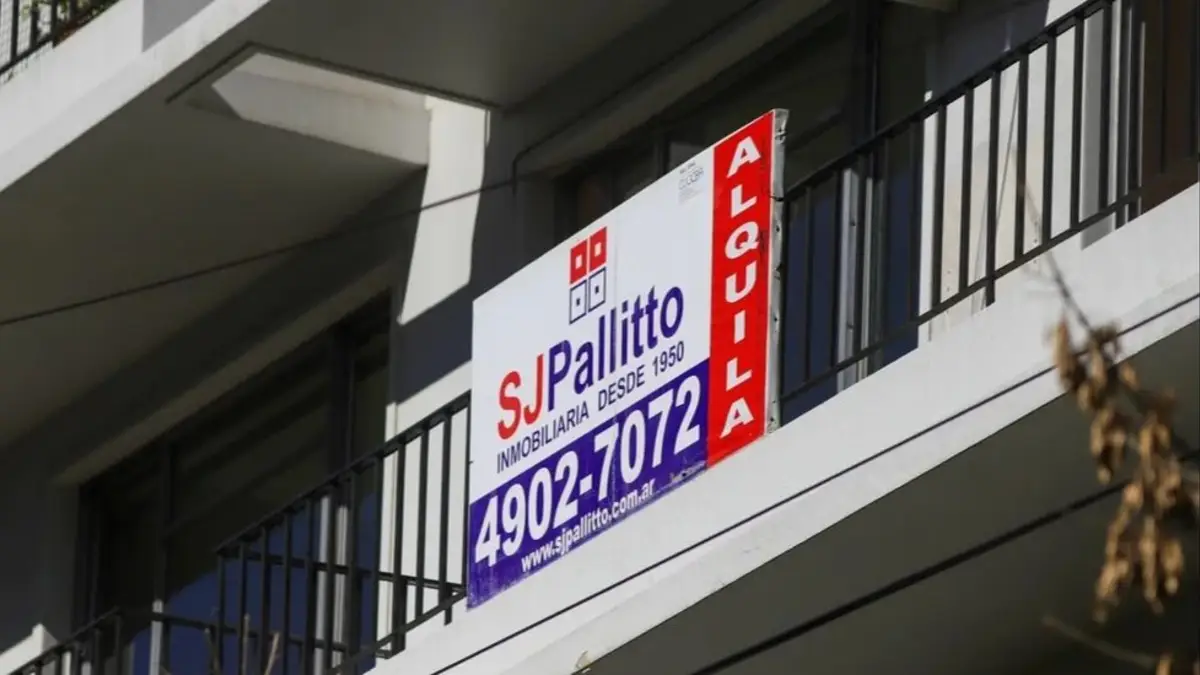 SJPallitto
INMOBILIARIA DESDE 1950
4902-7072
www.sjpallitto.com.ar
ALQUILA